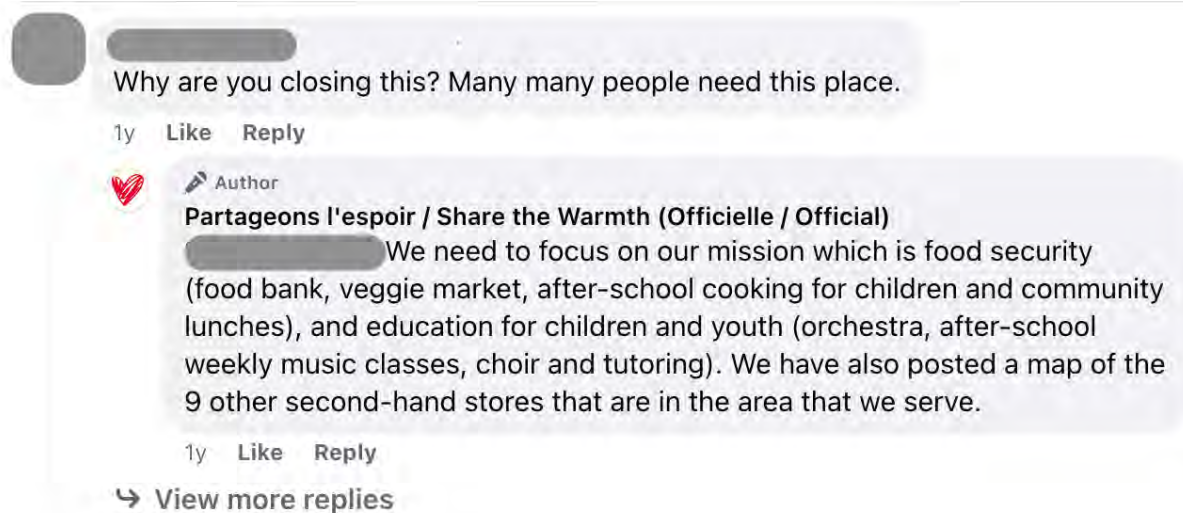 Why are you closing this? Many many people need this place.
1y Like Reply
Author
Partageons l'espoir / Share the Warmth (Officielle / Official)
We need to focus on our mission which is food security
(food bank, veggie market, after-school cooking for children and community
lunches), and education for children and youth (orchestra, after-school
weekly music classes, choir and tutoring). We have also posted a map of the
9 other second-hand stores that are in the area that we serve.
1y Like Reply
View more replies